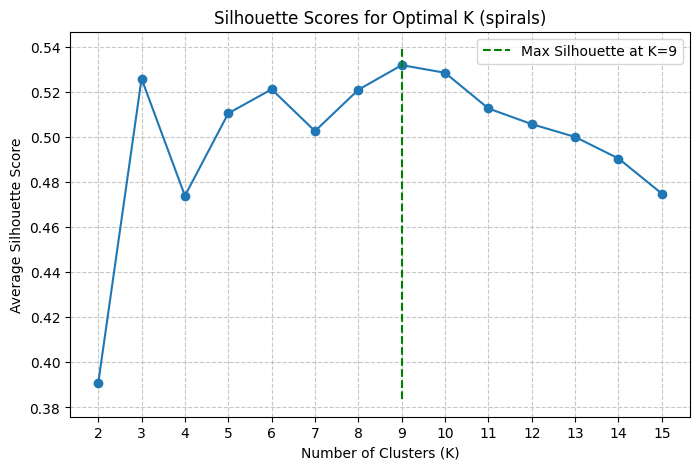 Silhouette Scores for Optimal K (spirals)
Max Silhouette at K=9
Average Silhouette Score
0.54
0.52
0.50
0.48
0.46
0.44
0.42
0.40
0.38
2 3 4 5 6 7 8 9 10 11 12 13 14 15
Number of Clusters (K)